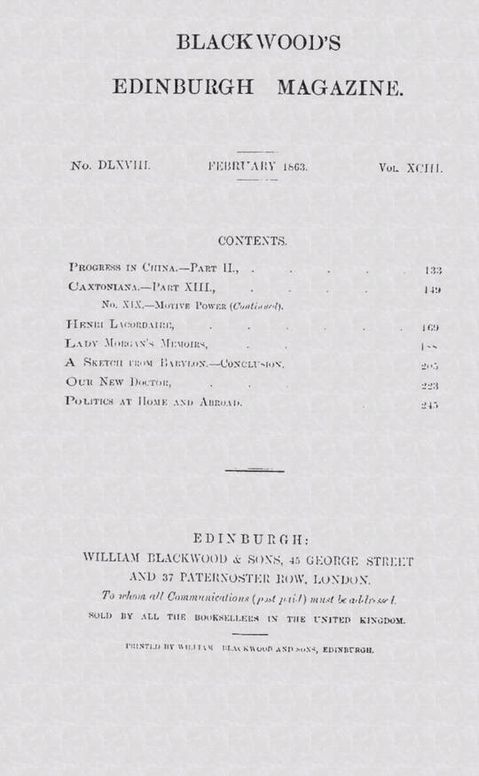 BLACKWOOD'S
EDINBURGH MAGAZINE.
No. DLXVIII. FEBRUARY 1863. Vol. XCIII.
CONTENTS.
Progress in China.—Part II., . . . . . 133
Caxtoniana.—Part XIII., . . . . 149
No. XIX.—Motive Power (Continued).
Henri Lacordaire, . . . . . 169
Lady Morgan's Memoirs, . .
A Sketch from Babylon.—Conclusion, 205
Our New Doctor, . . . 223
Politics at Home and Abroad. 245
EDINBURGH:
WILLIAM BLACKWOOD & SONS, 45 GEORGE STREET
AND 37 PATERNOSTER ROW, LONDON.
To whom all Communications (post paid) must be addressed.
SOLD BY ALL THE BOOKSELLERS IN THE UNITED KINGDOM.
PRINTED BY WILLIAM BLACKWOOD AND SONS, EDINBURGH.